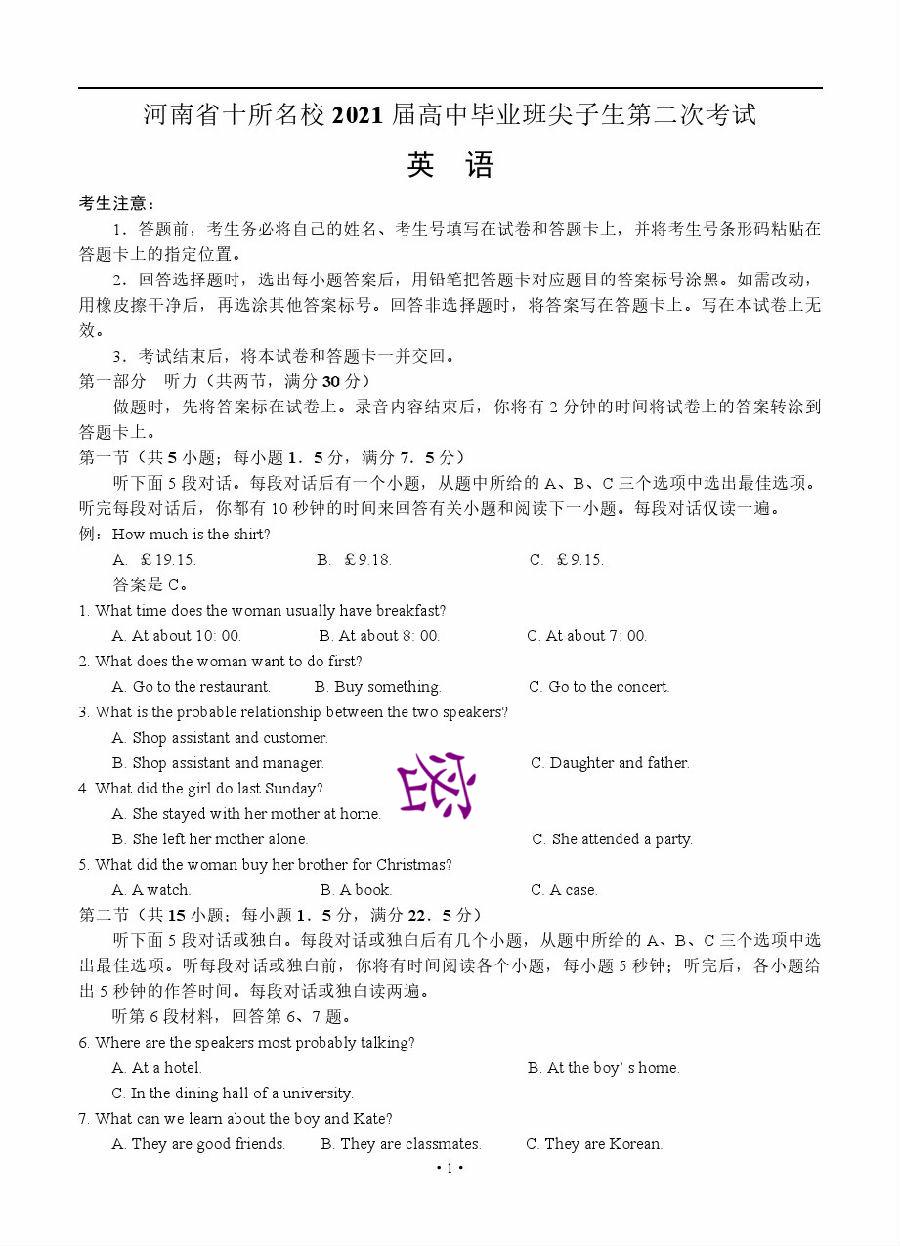 河南省十所名校 2021 届高中毕业班尖子生第二次考试
英 语
考生注意：
1．答题前，考生务必将自己的姓名、考生号填写在试卷和答题卡上，并将考生号条形码粘贴在
答题卡上的指定位置。
2．回答选择题时，选出每小题答案后，用铅笔把答题卡对应题目的答案标号涂黑。如需改动，
用橡皮擦干净后，再选涂其他答案标号。回答非选择题时，将答案写在答题卡上。写在本试卷上无
效。
3．考试结束后，将本试卷和答题卡一并交回。
第一部分 听力（共两节，满分 30 分）
做题时，先将答案标在试卷上。录音内容结束后，你将有 2 分钟的时间将试卷上的答案转涂到
答题卡上。
第一节（共 5 小题；每小题 1．5 分，满分 7．5 分）
听下面 5 段对话。每段对话后有一个小题，从题中所给的 A、B、C 三个选项中选出最佳选项。
听完每段对话后，你都有 10 秒钟的时间来回答有关小题和阅读下一小题。每段对话仅读一遍。
例：How much is the shirt?
A. ￡19.15. B. ￡9.18. C. ￡9.15.
答案是 C。
1. What time does the woman usually have breakfast?
A. At about 10: 00. B. At about 8: 00. C. At about 7: 00.
2. What does the woman want to do first?
A. Go to the restaurant. B. Buy something. C. Go to the concert.
3. What is the probable relationship between the two speakers?
A. Shop assistant and customer.
B. Shop assistant and manager. C. Daughter and father.
密
4. What did the girl do last Sunday?
A. She stayed with her mother at home.
B. She left her mother alone. C. She attended a party.
5. What did the woman buy her brother for Christmas?
A. A watch. B. A book. C. A case.
第二节（共 15 小题；每小题 1．5 分，满分 22．5 分）
听下面 5 段对话或独白。每段对话或独白后有几个小题，从题中所给的 A、B、C 三个选项中选
出最佳选项。听每段对话或独白前，你将有时间阅读各个小题，每小题 5 秒钟；听完后，各小题给
出 5 秒钟的作答时间。每段对话或独白读两遍。
听第 6 段材料，回答第 6、7 题。
6. Where are the speakers most probably talking?
A. At a hotel. B. At the boy' s home.
C. In the dining hall of a university.
7. What can we learn about the boy and Kate?
A. They are good friends. B. They are classmates. C. They are Korean.
• 1 •